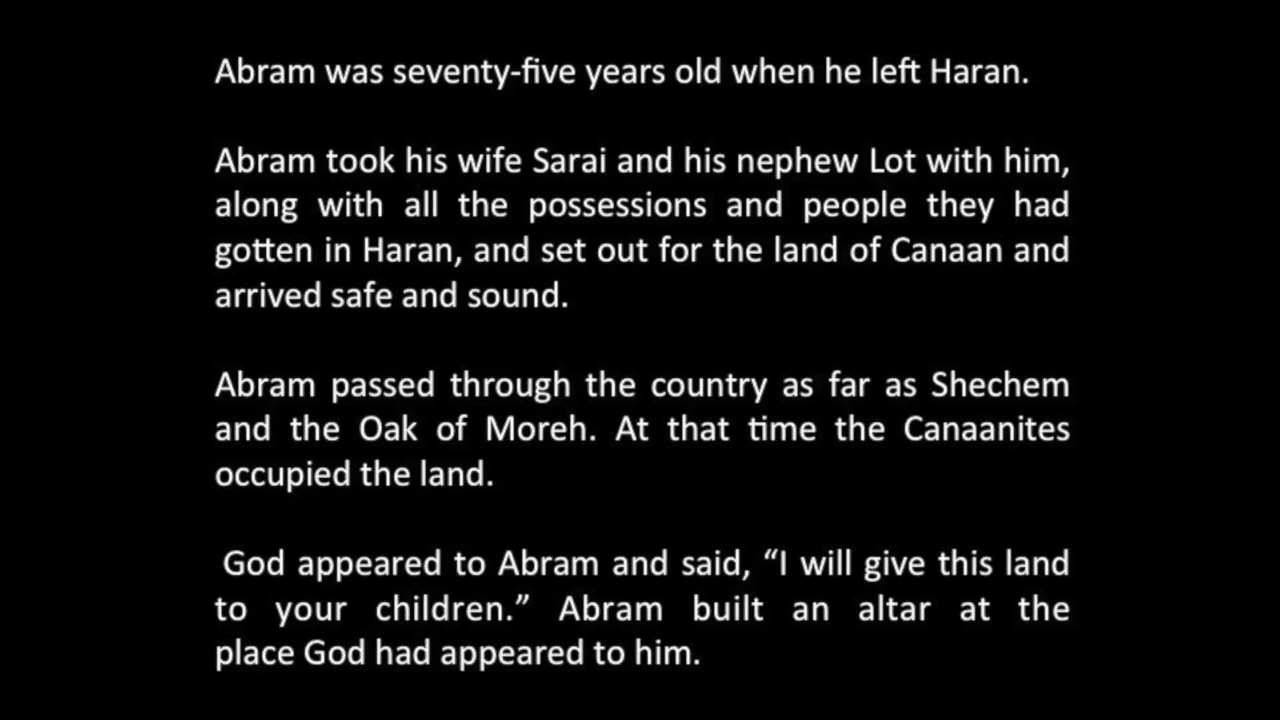 Abram was seventy-five years old when he left Haran.
Abram took his wife Sarai and his nephew Lot with him,
along with all the possessions and people they had
gotten in Haran, and set out for the land of Canaan and
arrived safe and sound.
Abram passed through the country as far as Shechem
and the Oak of Moreh. At that time the Canaanites
occupied the land.
God appeared to Abram and said, “I will give this land
to your children.” Abram built an altar at the
place God had appeared to him.